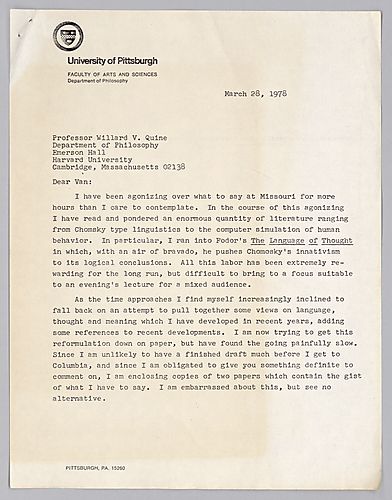 University of Pittsburgh
FACULTY OF ARTS AND SCIENCES
Department of Philosophy
March 28, 1978
Professor Willard V. Quine
Department of Philosophy
Emerson Hall
Harvard University
Cambridge, Massachusetts 02138
Dear Van:
I have been agonizing over what to say at Missouri for more
hours than I care to contemplate. In the course of this agonizing
I have read and pondered an enormous quantity of literature ranging
from Chomsky type linguistics to the computer simulation of human
behavior. In particular, I ran into Fodor's The Language of Thought
in which, with an air of bravado, he pushes Chomsky's innativism
to its logical conclusions. All this labor has been extremely re-
warding for the long run, but difficult to bring to a focus suitable
to an evening's lecture for a mixed audience.
As the time approaches I find myself increasingly inclined to
fall back on an attempt to pull together some views on language,
thought and meaning which I have developed in recent years, adding
some references to recent developments. I am now trying to get this
reformulation down on paper, but have found the going painfully slow.
Since I am unlikely to have a finished draft much before I get to
Columbia, and since I am obligated to give you something definite to
comment on, I am enclosing copies of two papers which contain the gist
of what I have to say. I am embarrassed about this, but see no
alternative.
PITTSBURGH, PA. 15260